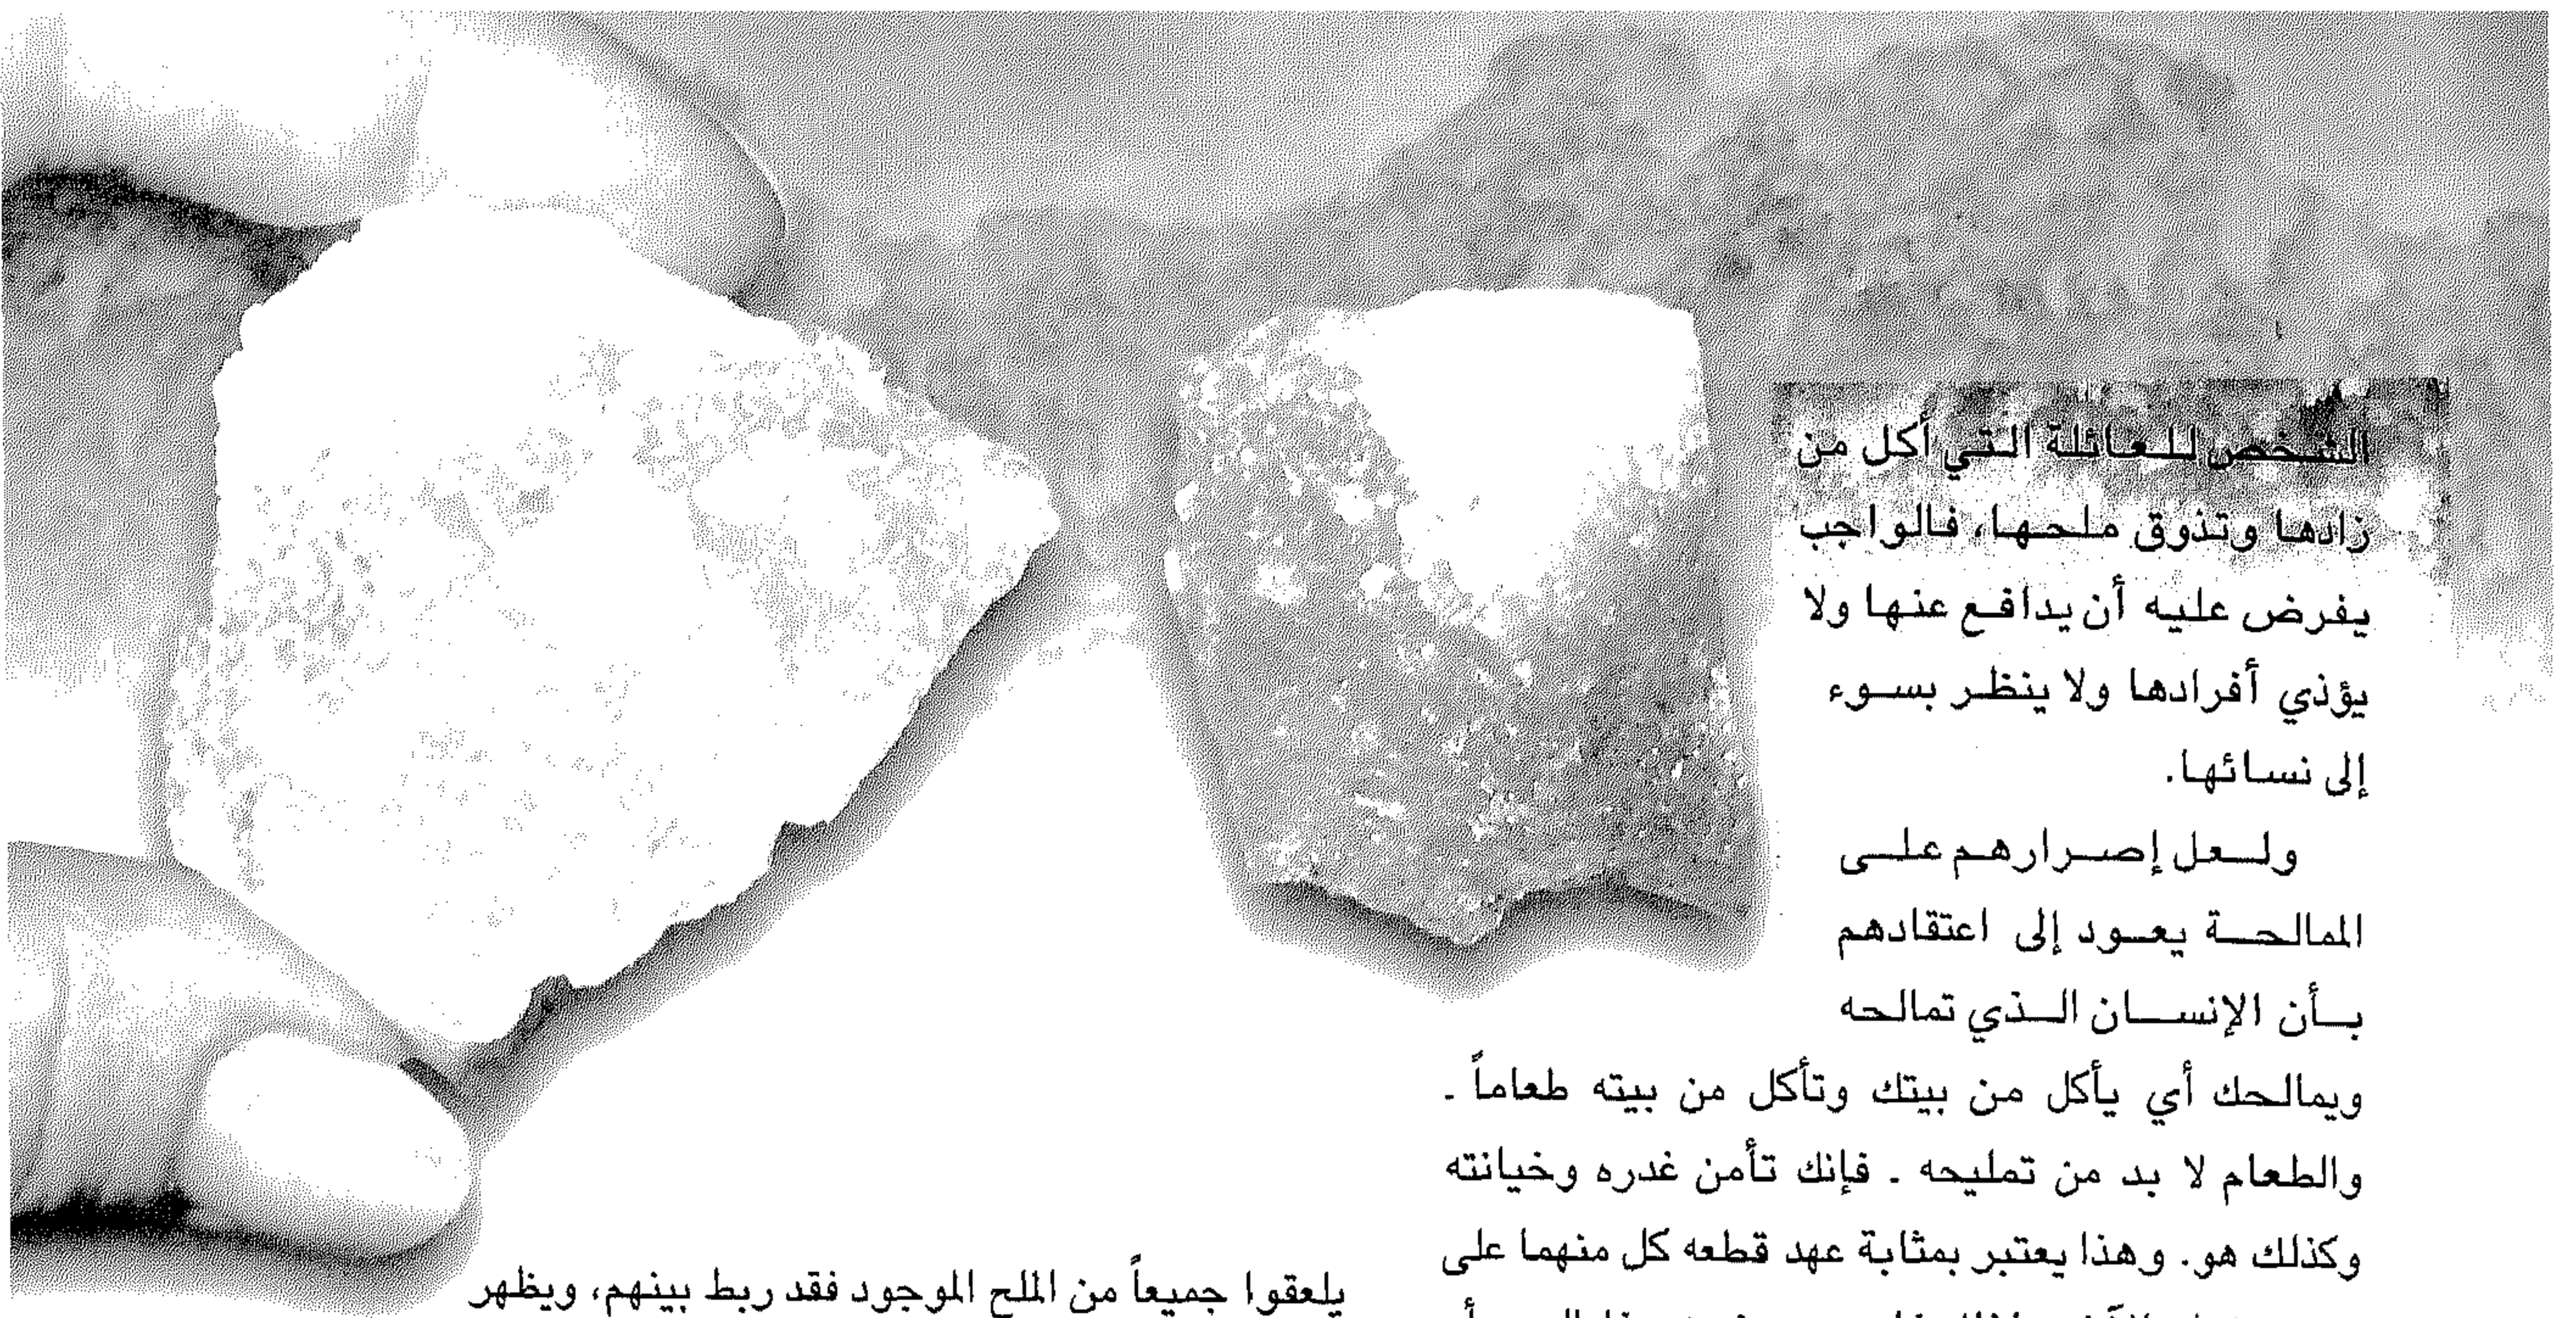 الشخص للعائلة التي أكل من
زادها وتذوق ملحها، فالواجب
يفرض عليه أن يدافع عنها ولا
يؤذي أفرادها ولا ينظر بسوء
إلى نسائها.
ولعل إصرارهم على
الممالحة يعود إلى اعتقادهم
بأن الإنسان الذي تمالحه
ويمالحك أي يأكل من بيتك وتأكل من بيته طعاماً ـ
والطعام لا بد من تمليحه ـ فإنك تأمن غدره وخيانته
وكذلك هو. وهذا يعتبر بمثابة عهد قطعه كل منهما على
يلعقوا جميعاً من الملح الموجود فقد ربط بينهم، ويظهر